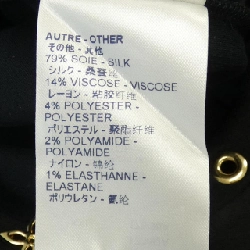 AUTRE - OTHER
その他 - 其他
79% SOIE - SILK
シルク - 桑蚕丝
14% VISCOSE - VISCOSE
レーヨン - 粘胶纤维
4% POLYESTER -
POLYESTER
ポリエステル - 聚酯纤维
2% POLYAMIDE -
POLYAMIDE
ナイロン - 锦纶
1% ELASTHANNE -
ELASTANE
ポリウレタン - 氨纶